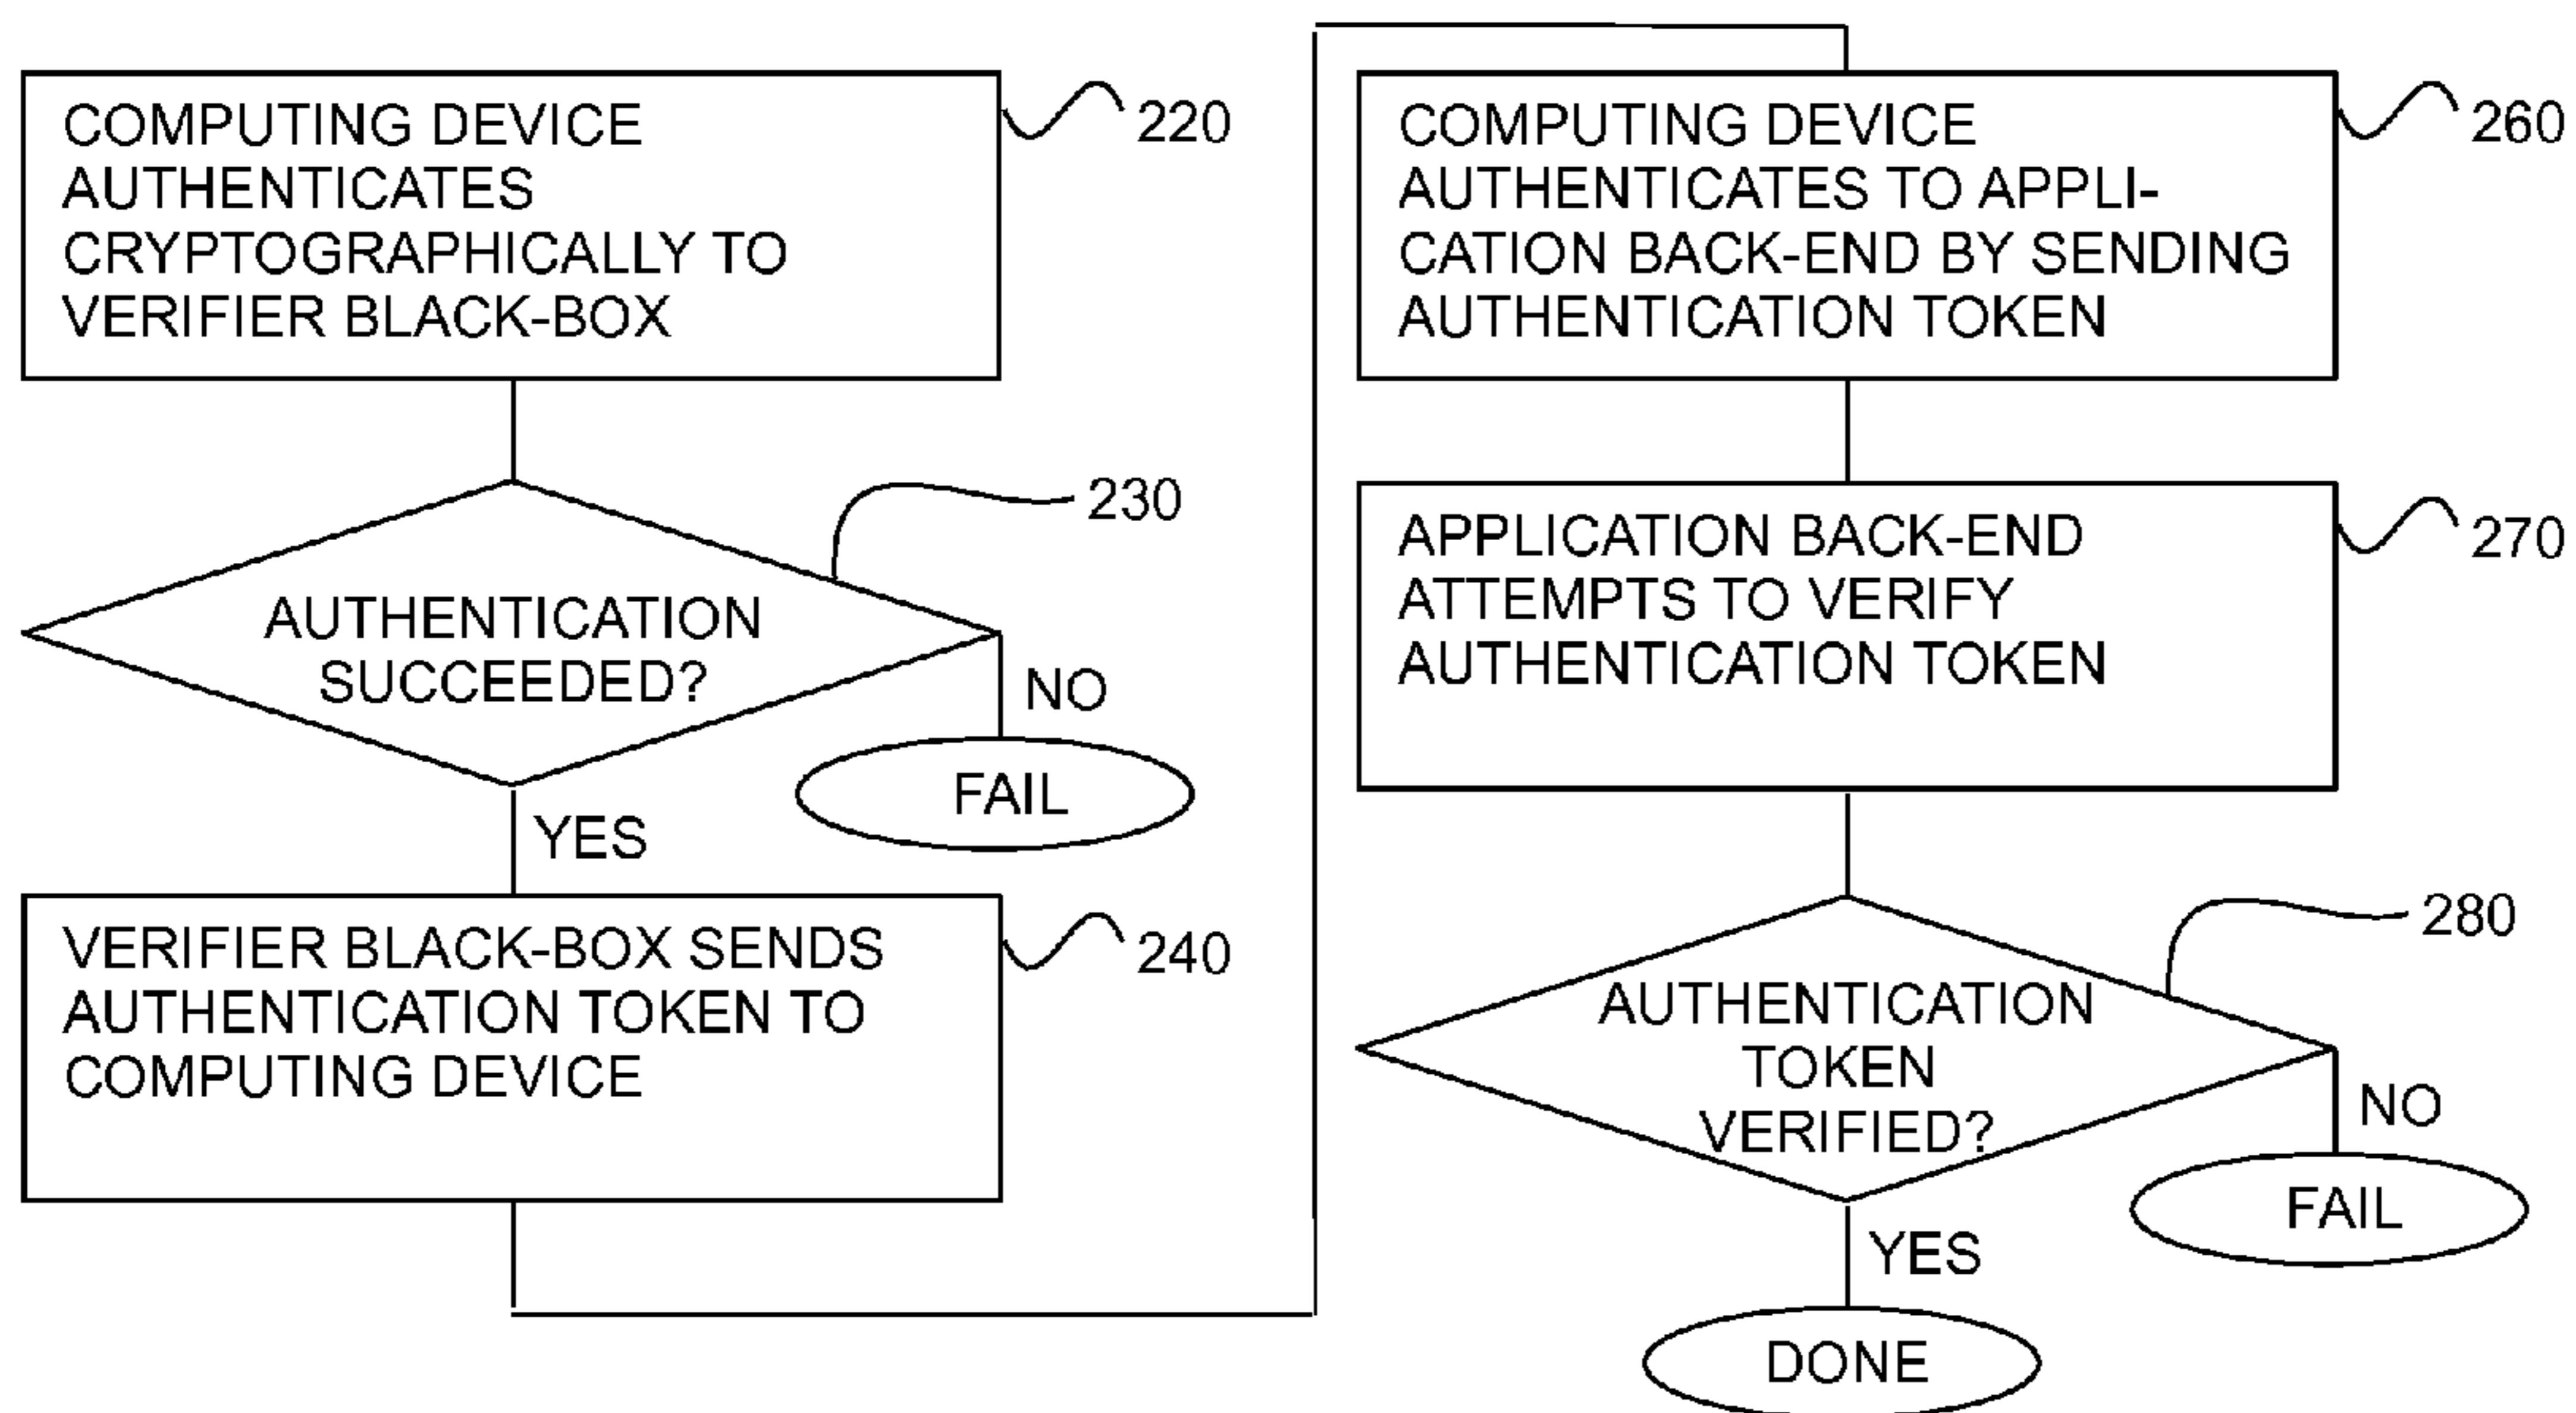 COMPUTING DEVICE
AUTHENTICATES
CRYPTOGRAPHICALLY TO
VERIFIER BLACK-BOX
220
AUTHENTICATION
SUCCEEDED?
230
NO
FAIL
YES
VERIFIER BLACK-BOX SENDS
AUTHENTICATION TOKEN TO
COMPUTING DEVICE
240
COMPUTING DEVICE
AUTHENTICATES TO APPLI-
CATION BACK-END BY SENDING
AUTHENTICATION TOKEN
260
APPLICATION BACK-END
ATTEMPTS TO VERIFY
AUTHENTICATION TOKEN
270
AUTHENTICATION
TOKEN
VERIFIED?
280
NO
FAIL
YES
DONE